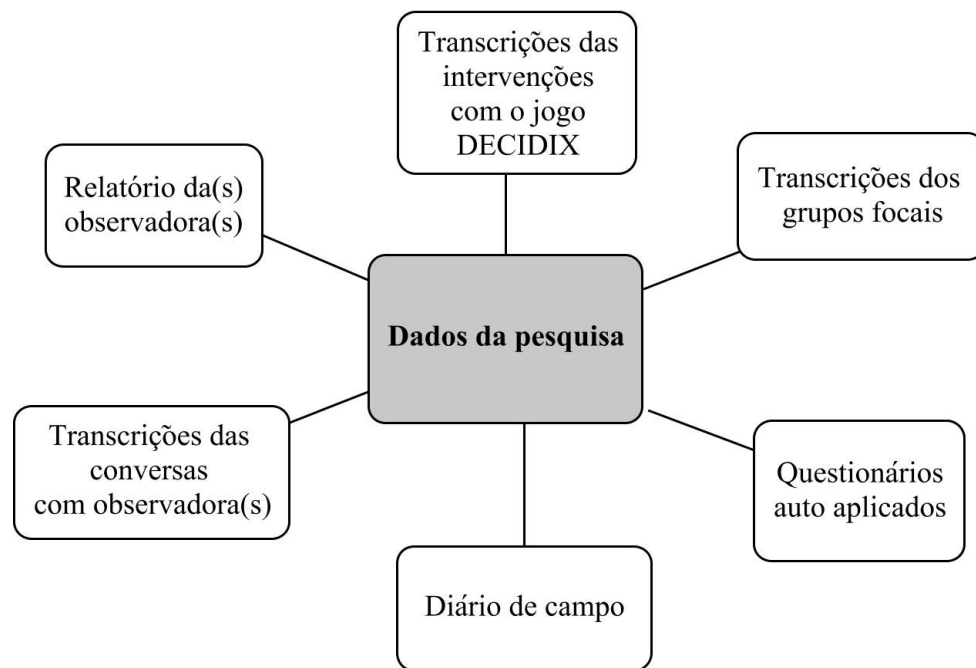 Transcrições das
intervenções
com o jogo
DECIDIX
Relatório da(s)
observadora(s)
Transcrições dos
grupos focais
Dados da pesquisa
Transcrições das
conversas
com observadora(s)
Questionários
auto aplicados
Diário de campo